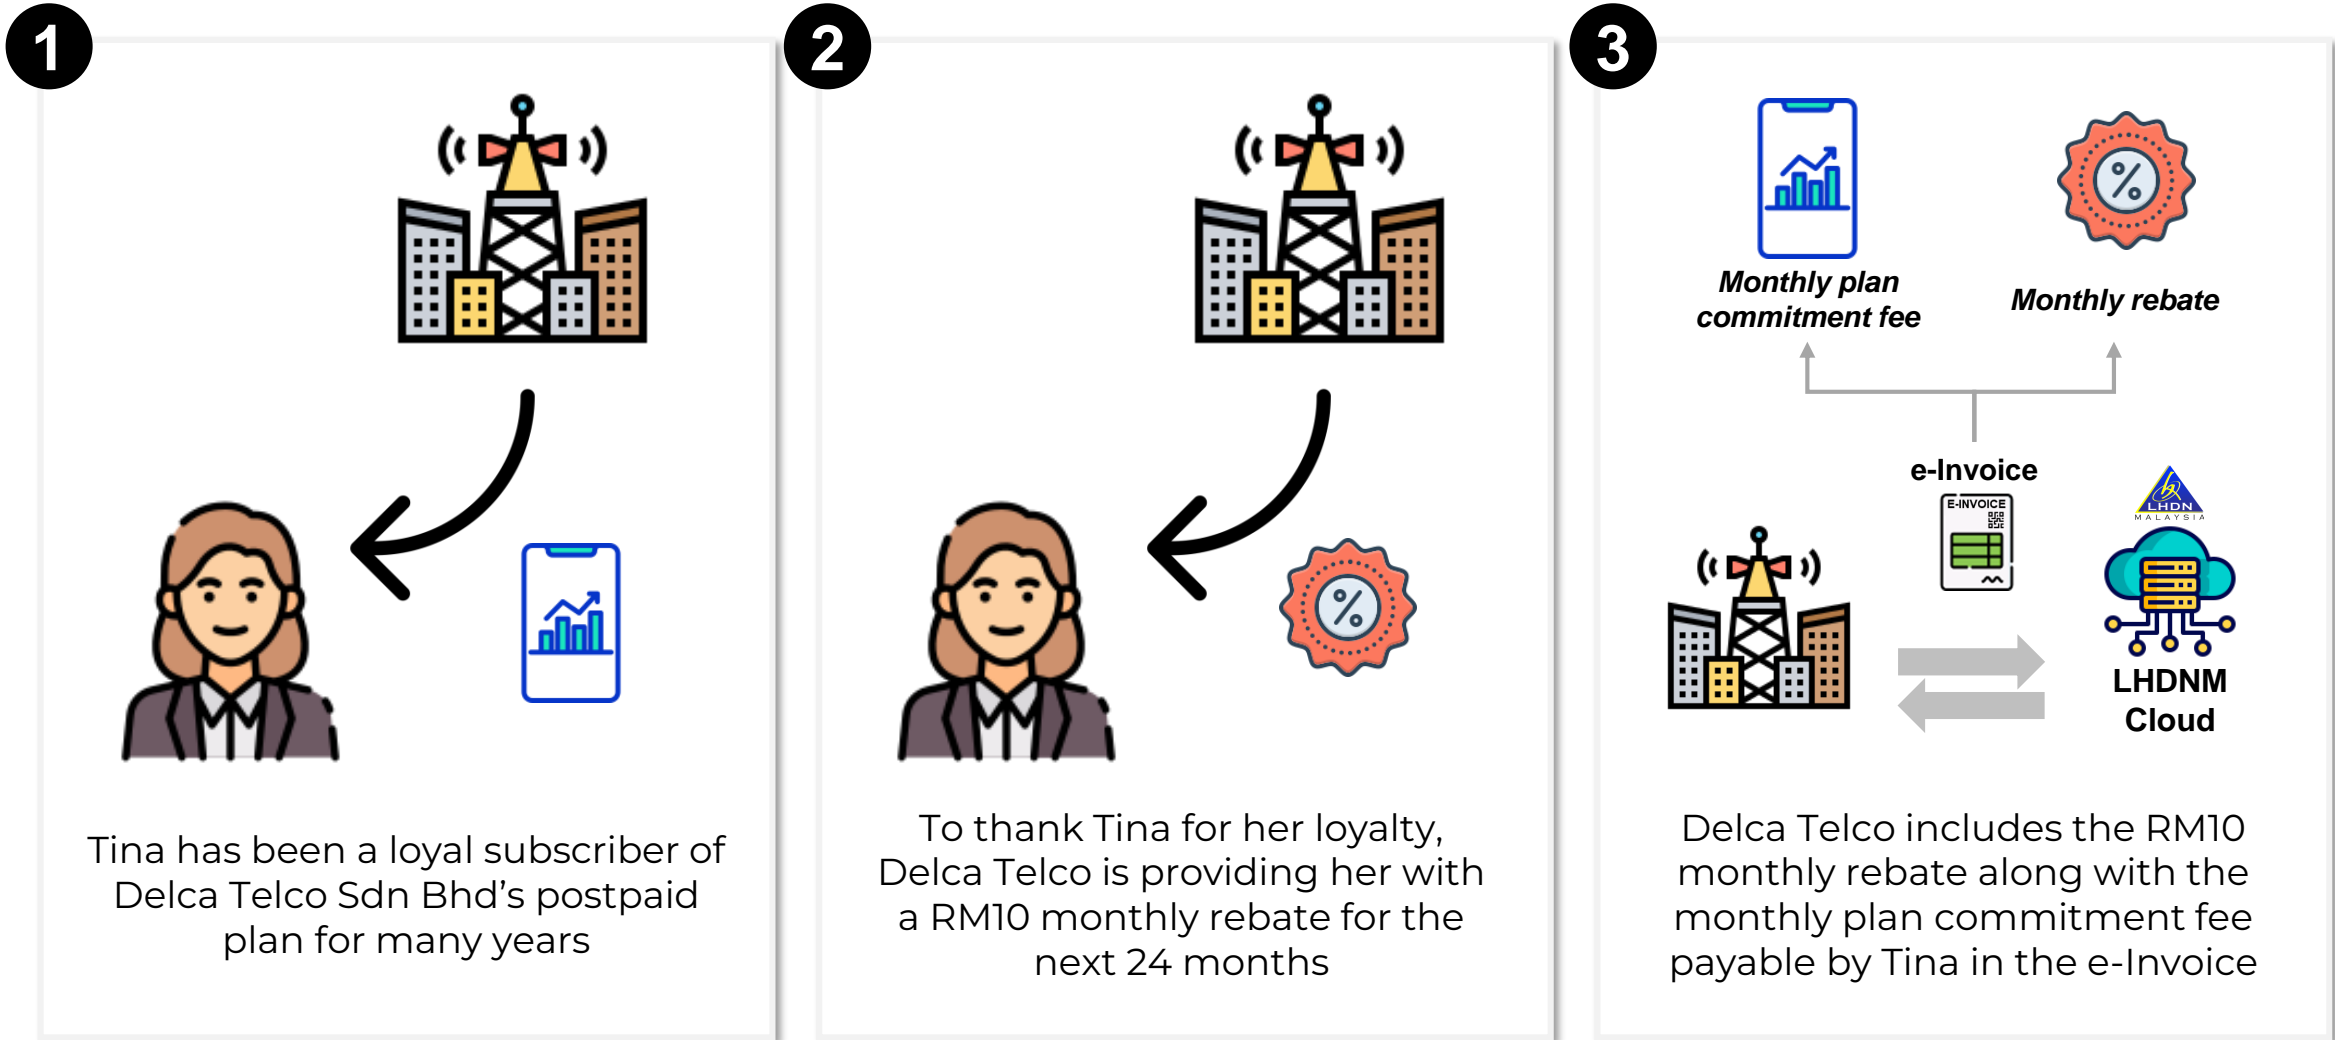 1
Tina has been a loyal subscriber of
Delca Telco Sdn Bhd’s postpaid
plan for many years
2
To thank Tina for her loyalty,
Delca Telco is providing her with
a RM10 monthly rebate for the
next 24 months
3
Monthly plan
commitment fee
Monthly rebate
e-Invoice
E-INVOICE
LHDN
MALAYSIA
LHDNM
Cloud
Delca Telco includes the RM10
monthly rebate along with the
monthly plan commitment fee
payable by Tina in the e-Invoice